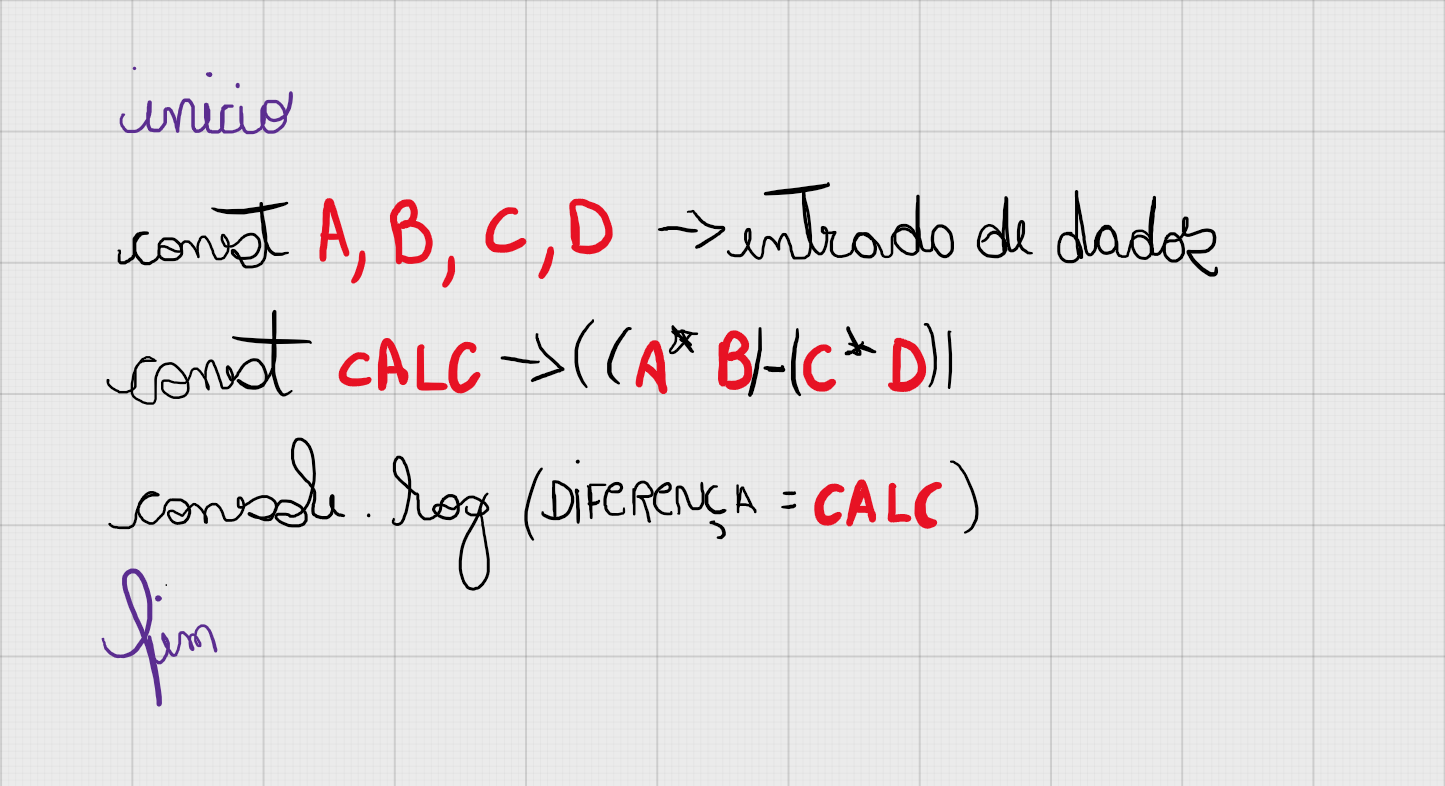 inicio
const A, B, C, D -> entrada de dados
const CALC -> ((A * B)-(C * D))
console.log (DIFERENÇA = CALC)
fim